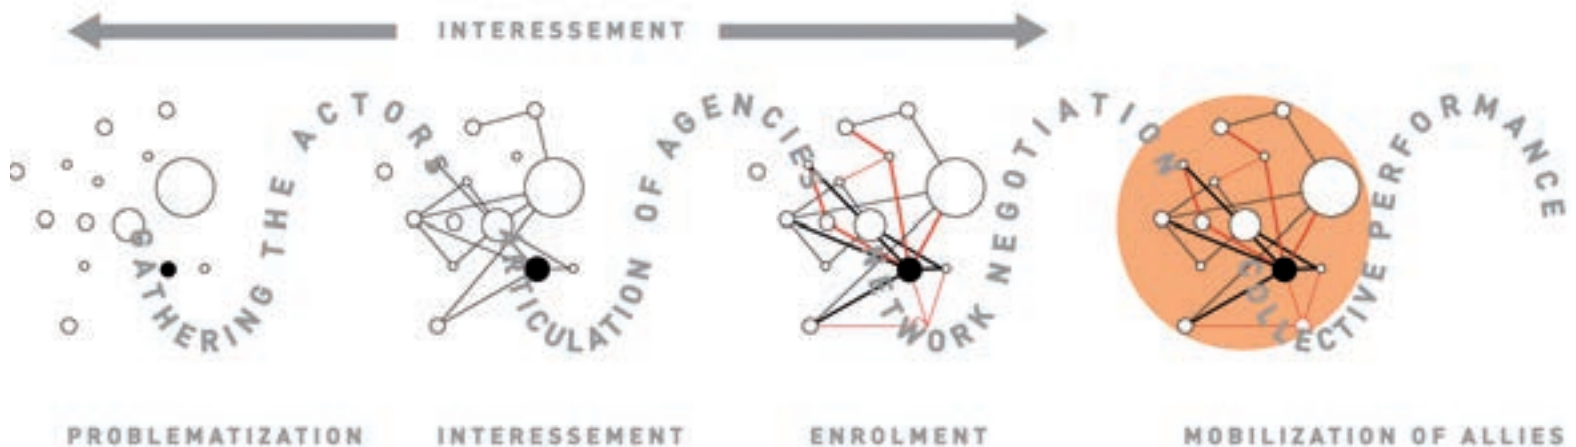 INTERESSEMENT
GATHERING THE ACTORS
ARTICULATION OF AGENCIES
NETWORK NEGOTIATION
COLLECTIVE PERFORMANCE
PROBLEMATIZATION
INTERESSEMENT
ENROLMENT
MOBILIZATION OF ALLIES